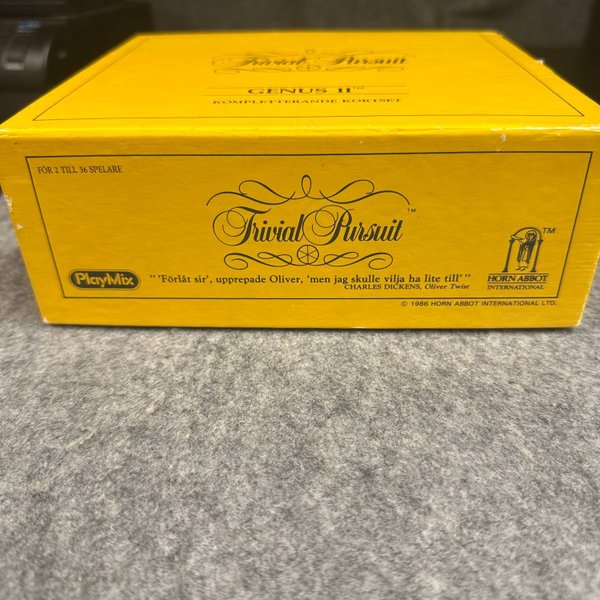 Trivial Pursuit
GENUS II™
KOMPLETTERANDE KORTSET
FÖR 2 TILL 36 SPELARE
Trivial Pursuit™
PlayMix
"'Förlåt sir', upprepade Oliver, 'men jag skulle vilja ha lite till'"
CHARLES DICKENS, Oliver Twist
TM
HORN ABBOT
INTERNATIONAL
© 1986 HORN ABBOT INTERNATIONAL LTD.